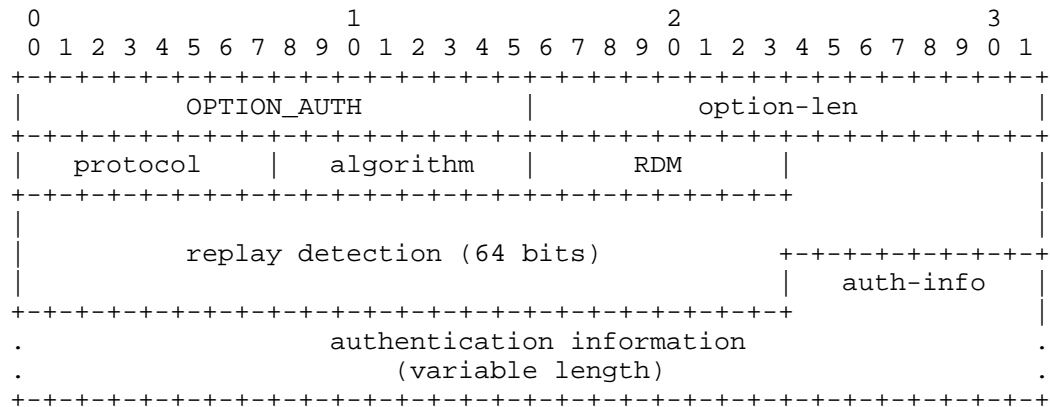 0                   1                   2                   3
 0 1 2 3 4 5 6 7 8 9 0 1 2 3 4 5 6 7 8 9 0 1 2 3 4 5 6 7 8 9 0 1
+-+-+-+-+-+-+-+-+-+-+-+-+-+-+-+-+-+-+-+-+-+-+-+-+-+-+-+-+-+-+-+-+
|          OPTION_AUTH          |          option-len           |
+-+-+-+-+-+-+-+-+-+-+-+-+-+-+-+-+-+-+-+-+-+-+-+-+-+-+-+-+-+-+-+-+
|   protocol    |   algorithm   |      RDM      |               |
+-+-+-+-+-+-+-+-+-+-+-+-+-+-+-+-+-+-+-+-+-+-+-+-+               |
|                                                               |
|          replay detection (64 bits)           +-+-+-+-+-+-+-+-+
|                                               |   auth-info   |
+-+-+-+-+-+-+-+-+-+-+-+-+-+-+-+-+-+-+-+-+-+-+-+-+               |
.                   authentication information                  .
.                       (variable length)                       .
+-+-+-+-+-+-+-+-+-+-+-+-+-+-+-+-+-+-+-+-+-+-+-+-+-+-+-+-+-+-+-+-+